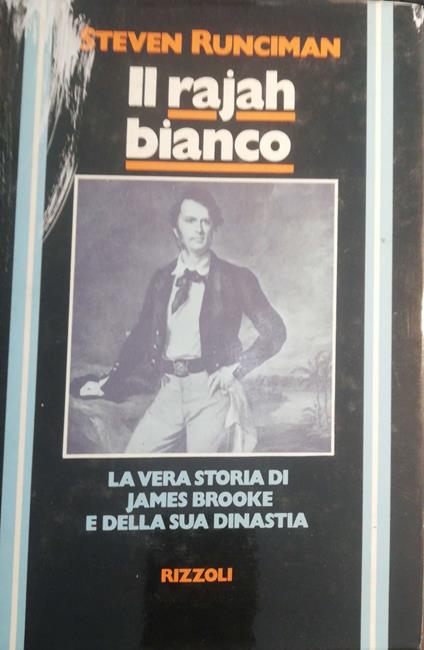 STEVEN RUNCIMAN
Il rajah
bianco
LA VERA STORIA DI
JAMES BROOKE
E DELLA SUA DINASTIA
RIZZOLI